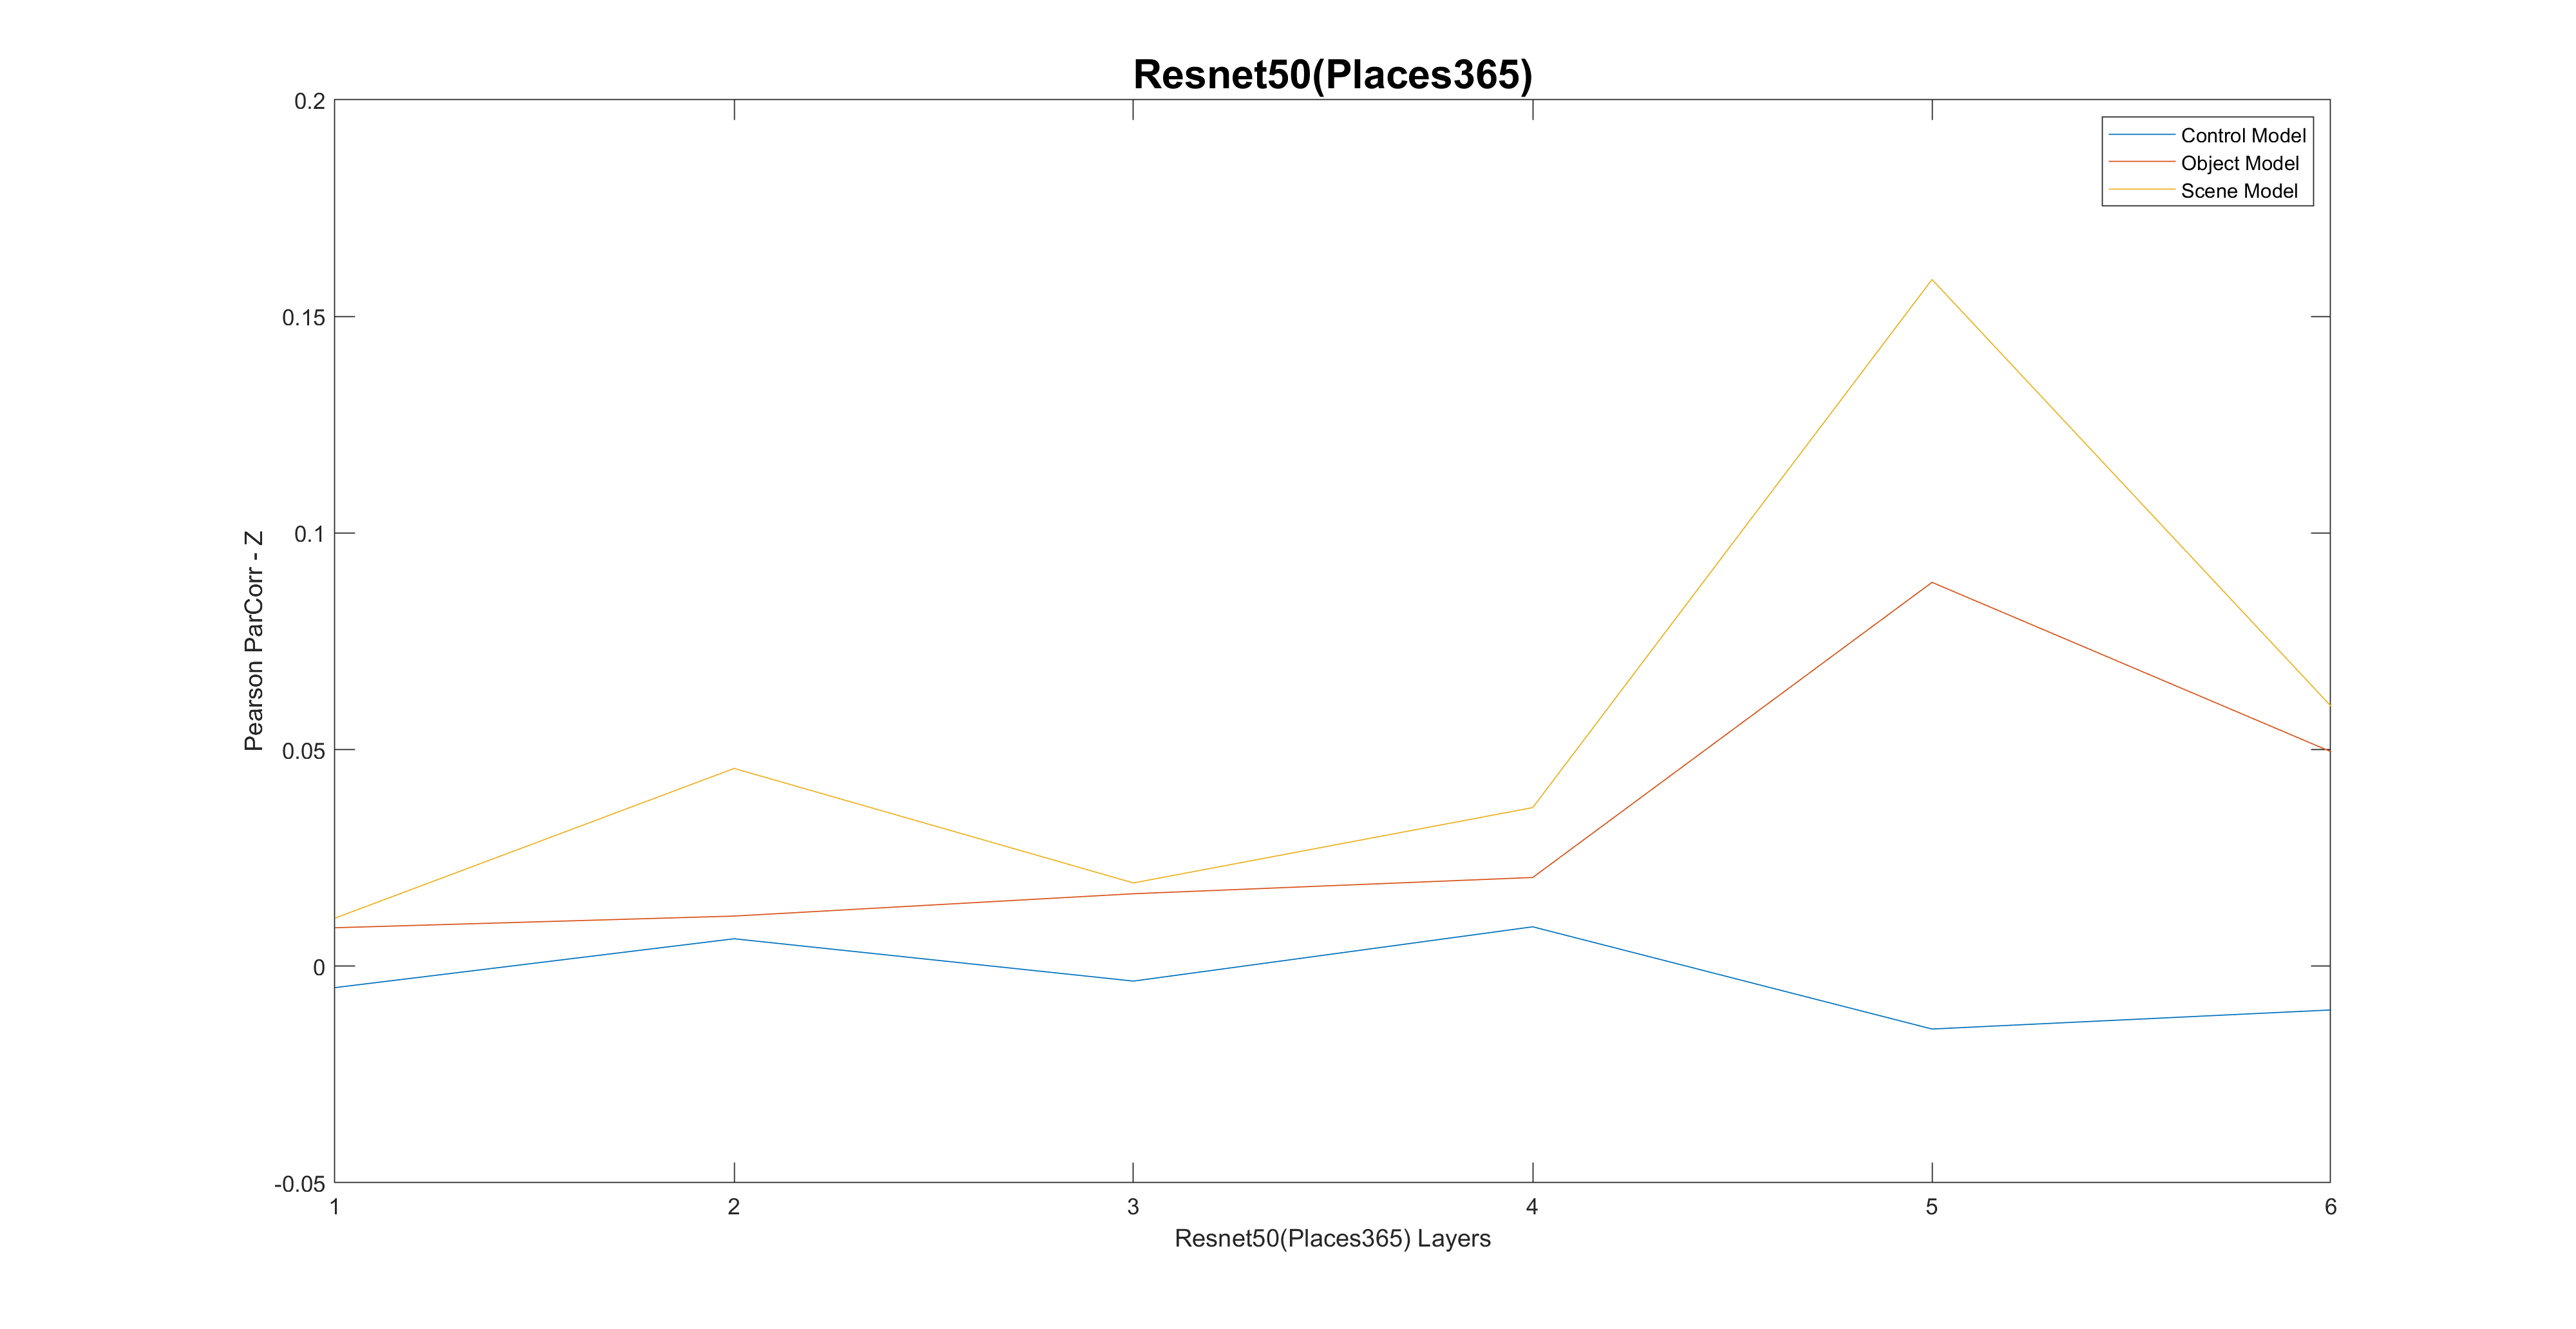 Resnet50(Places365)
0.2
0.15
0.1
0.05
0
-0.05
Pearson ParCorr - Z
Control Model
Object Model
Scene Model
1 2 3 4 5 6
Resnet50(Places365) Layers